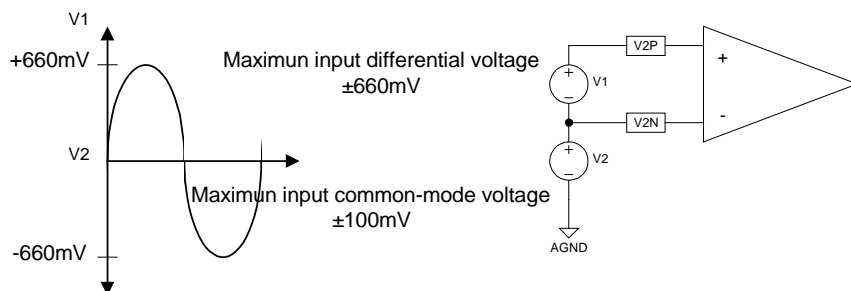 V1
+660mV
Maximun input differential voltage
±660mV
V2
Maximun input common-mode voltage
±100mV
-660mV
V2P
+
+
V1
−
V2N
-
+
V2
−
AGND